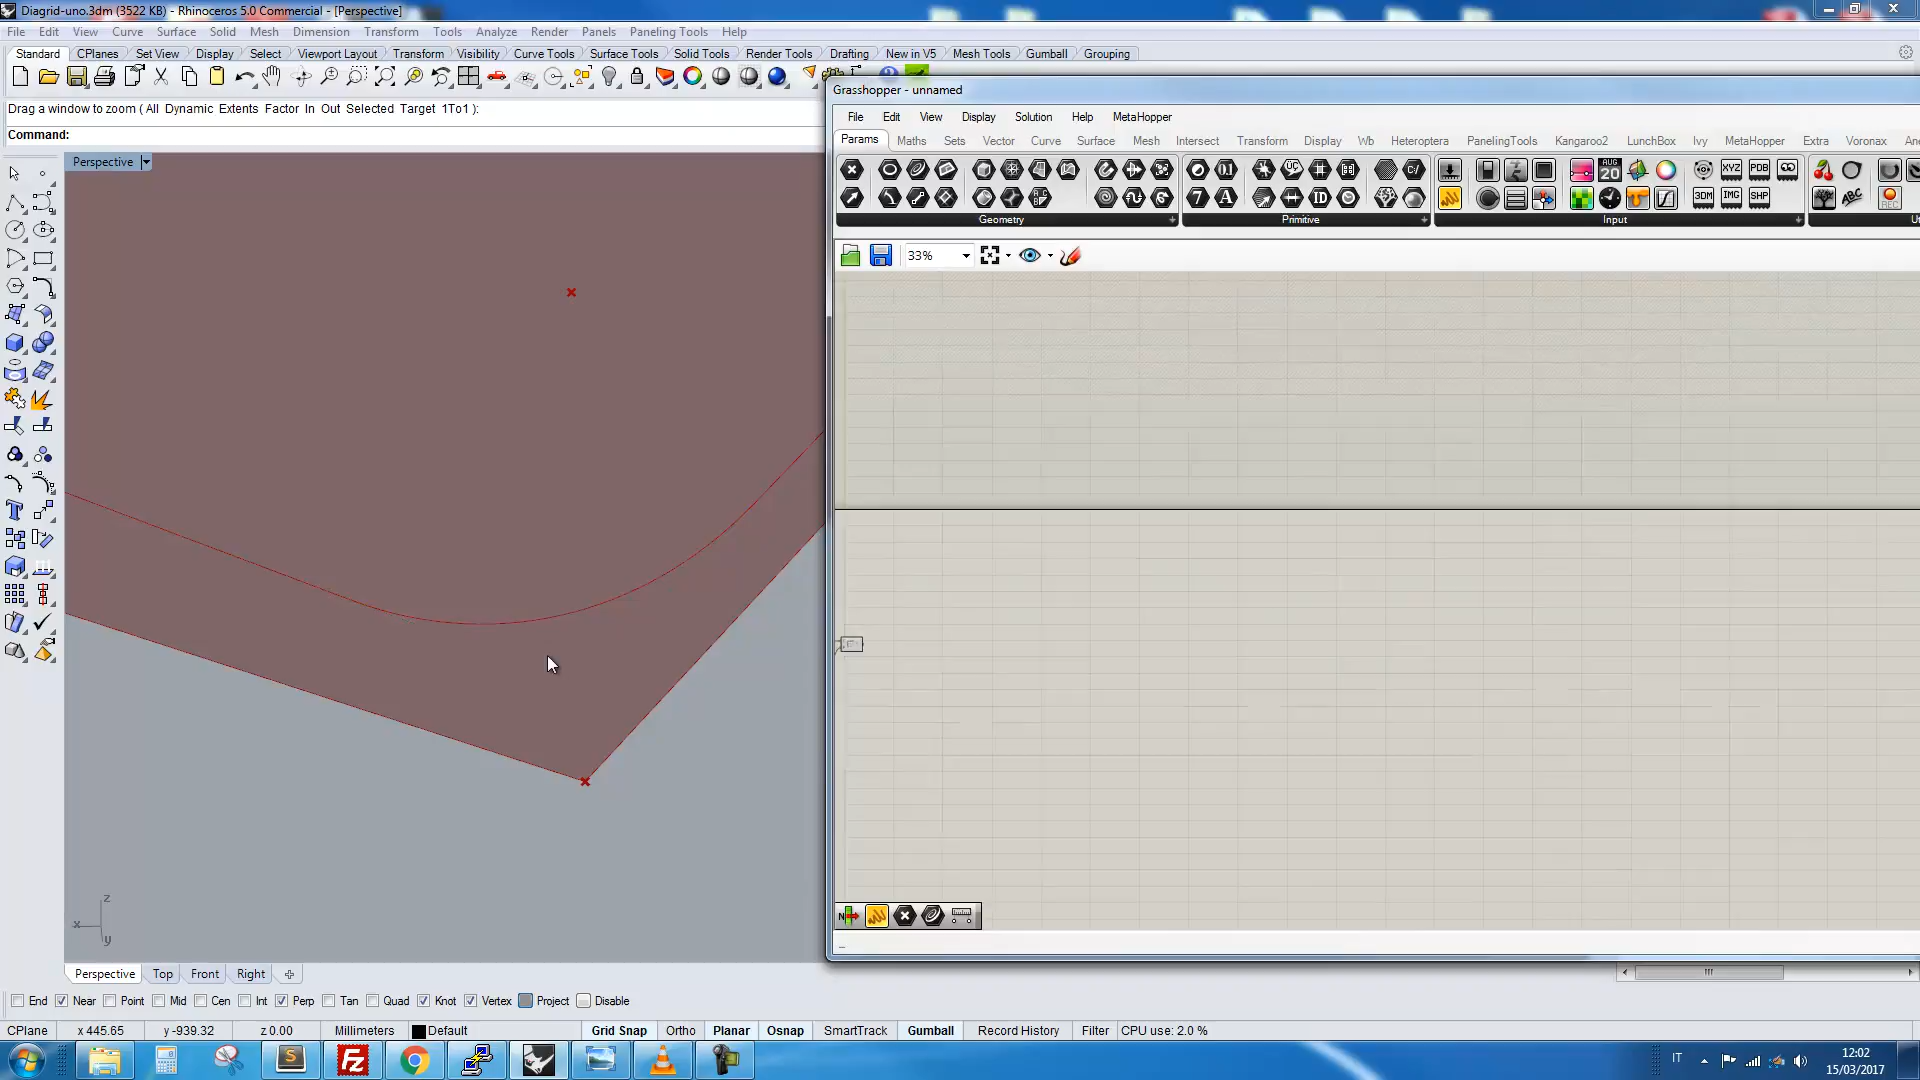 Diagrid-uno.3dm (3522 KB) - Rhinoceros 5.0 Commercial - [Perspective]
File Edit View Curve Surface Solid Mesh Dimension Transform Tools Analyze Render Panels Paneling Tools Help
Standard CPlanes Set View Display Select Viewport Layout Transform Visibility Curve Tools Surface Tools Solid Tools Render Tools Drafting New in V5 Mesh Tools Gumball Grouping
Drag a window to zoom ( All Dynamic Extents Factor In Out Selected Target 1To1 ):
Command:
Perspective
Grasshopper - unnamed
File Edit View Display Solution Help MetaHopper
Params Maths Sets Vector Curve Surface Mesh Intersect Transform Display Wb Heteroptera PanelingTools Kangaroo2 LunchBox Ivy MetaHopper Extra Voronax
Geometry Primitive Input
33%
z
x
y
Perspective Top Front Right
End Near Point Mid Cen Int Perp Tan Quad Knot Vertex Project Disable
CPlane x 445.65 y -939.32 z 0.00 Millimeters Default Grid Snap Ortho Planar Osnap SmartTrack Gumball Record History Filter CPU use: 2.0 %
IT
12:02
15/03/2017